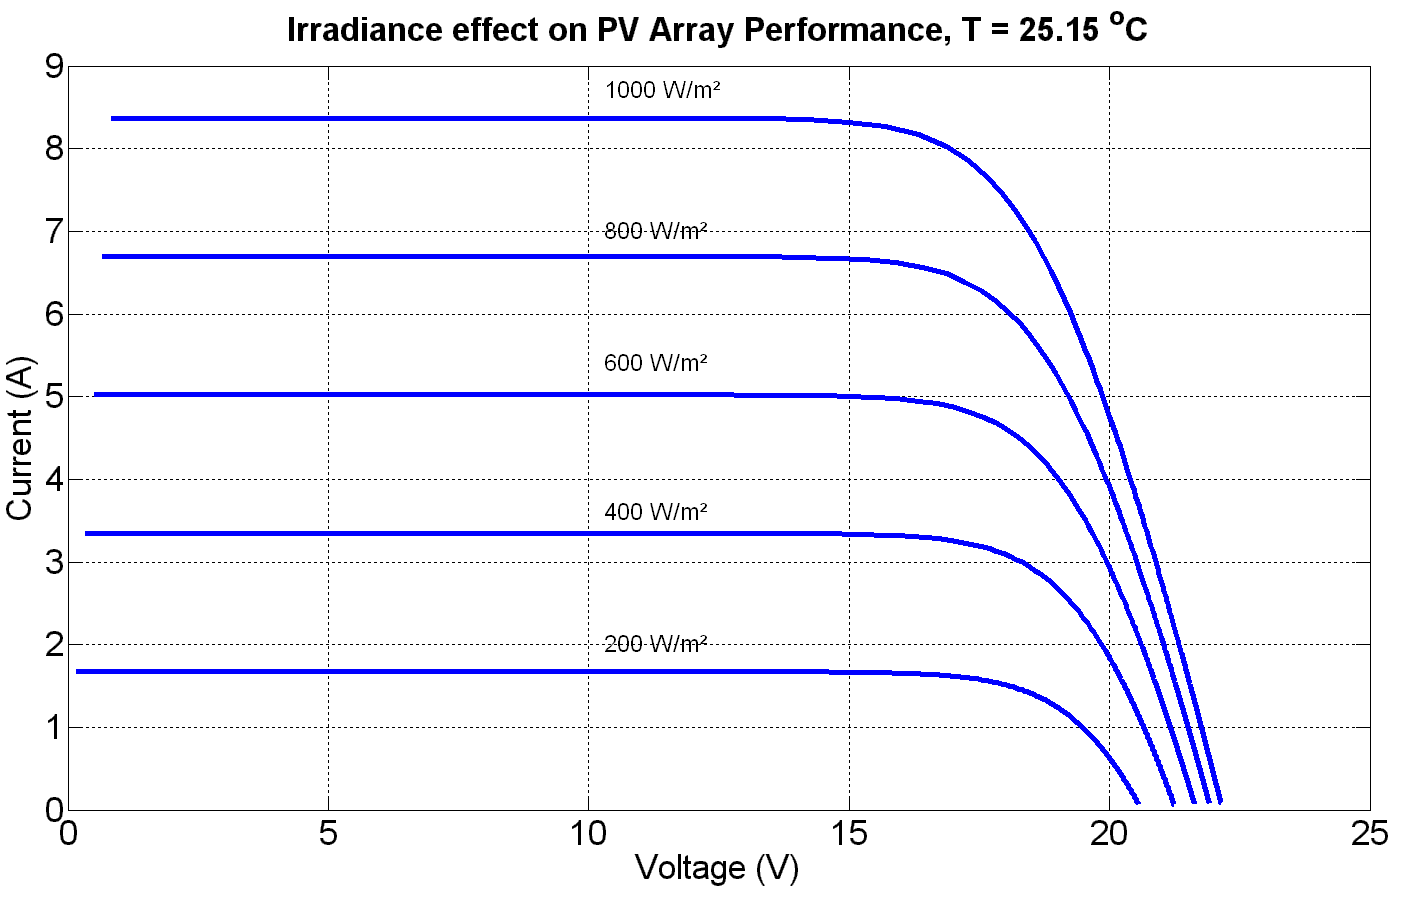 Irradiance effect on PV Array Performance, T = 25.15 °C
9
1000 W/m²
8
7
800 W/m²
6
600 W/m²
5
4
400 W/m²
3
2
200 W/m²
1
0
Current (A)
0 5 10 15 20 25
Voltage (V)